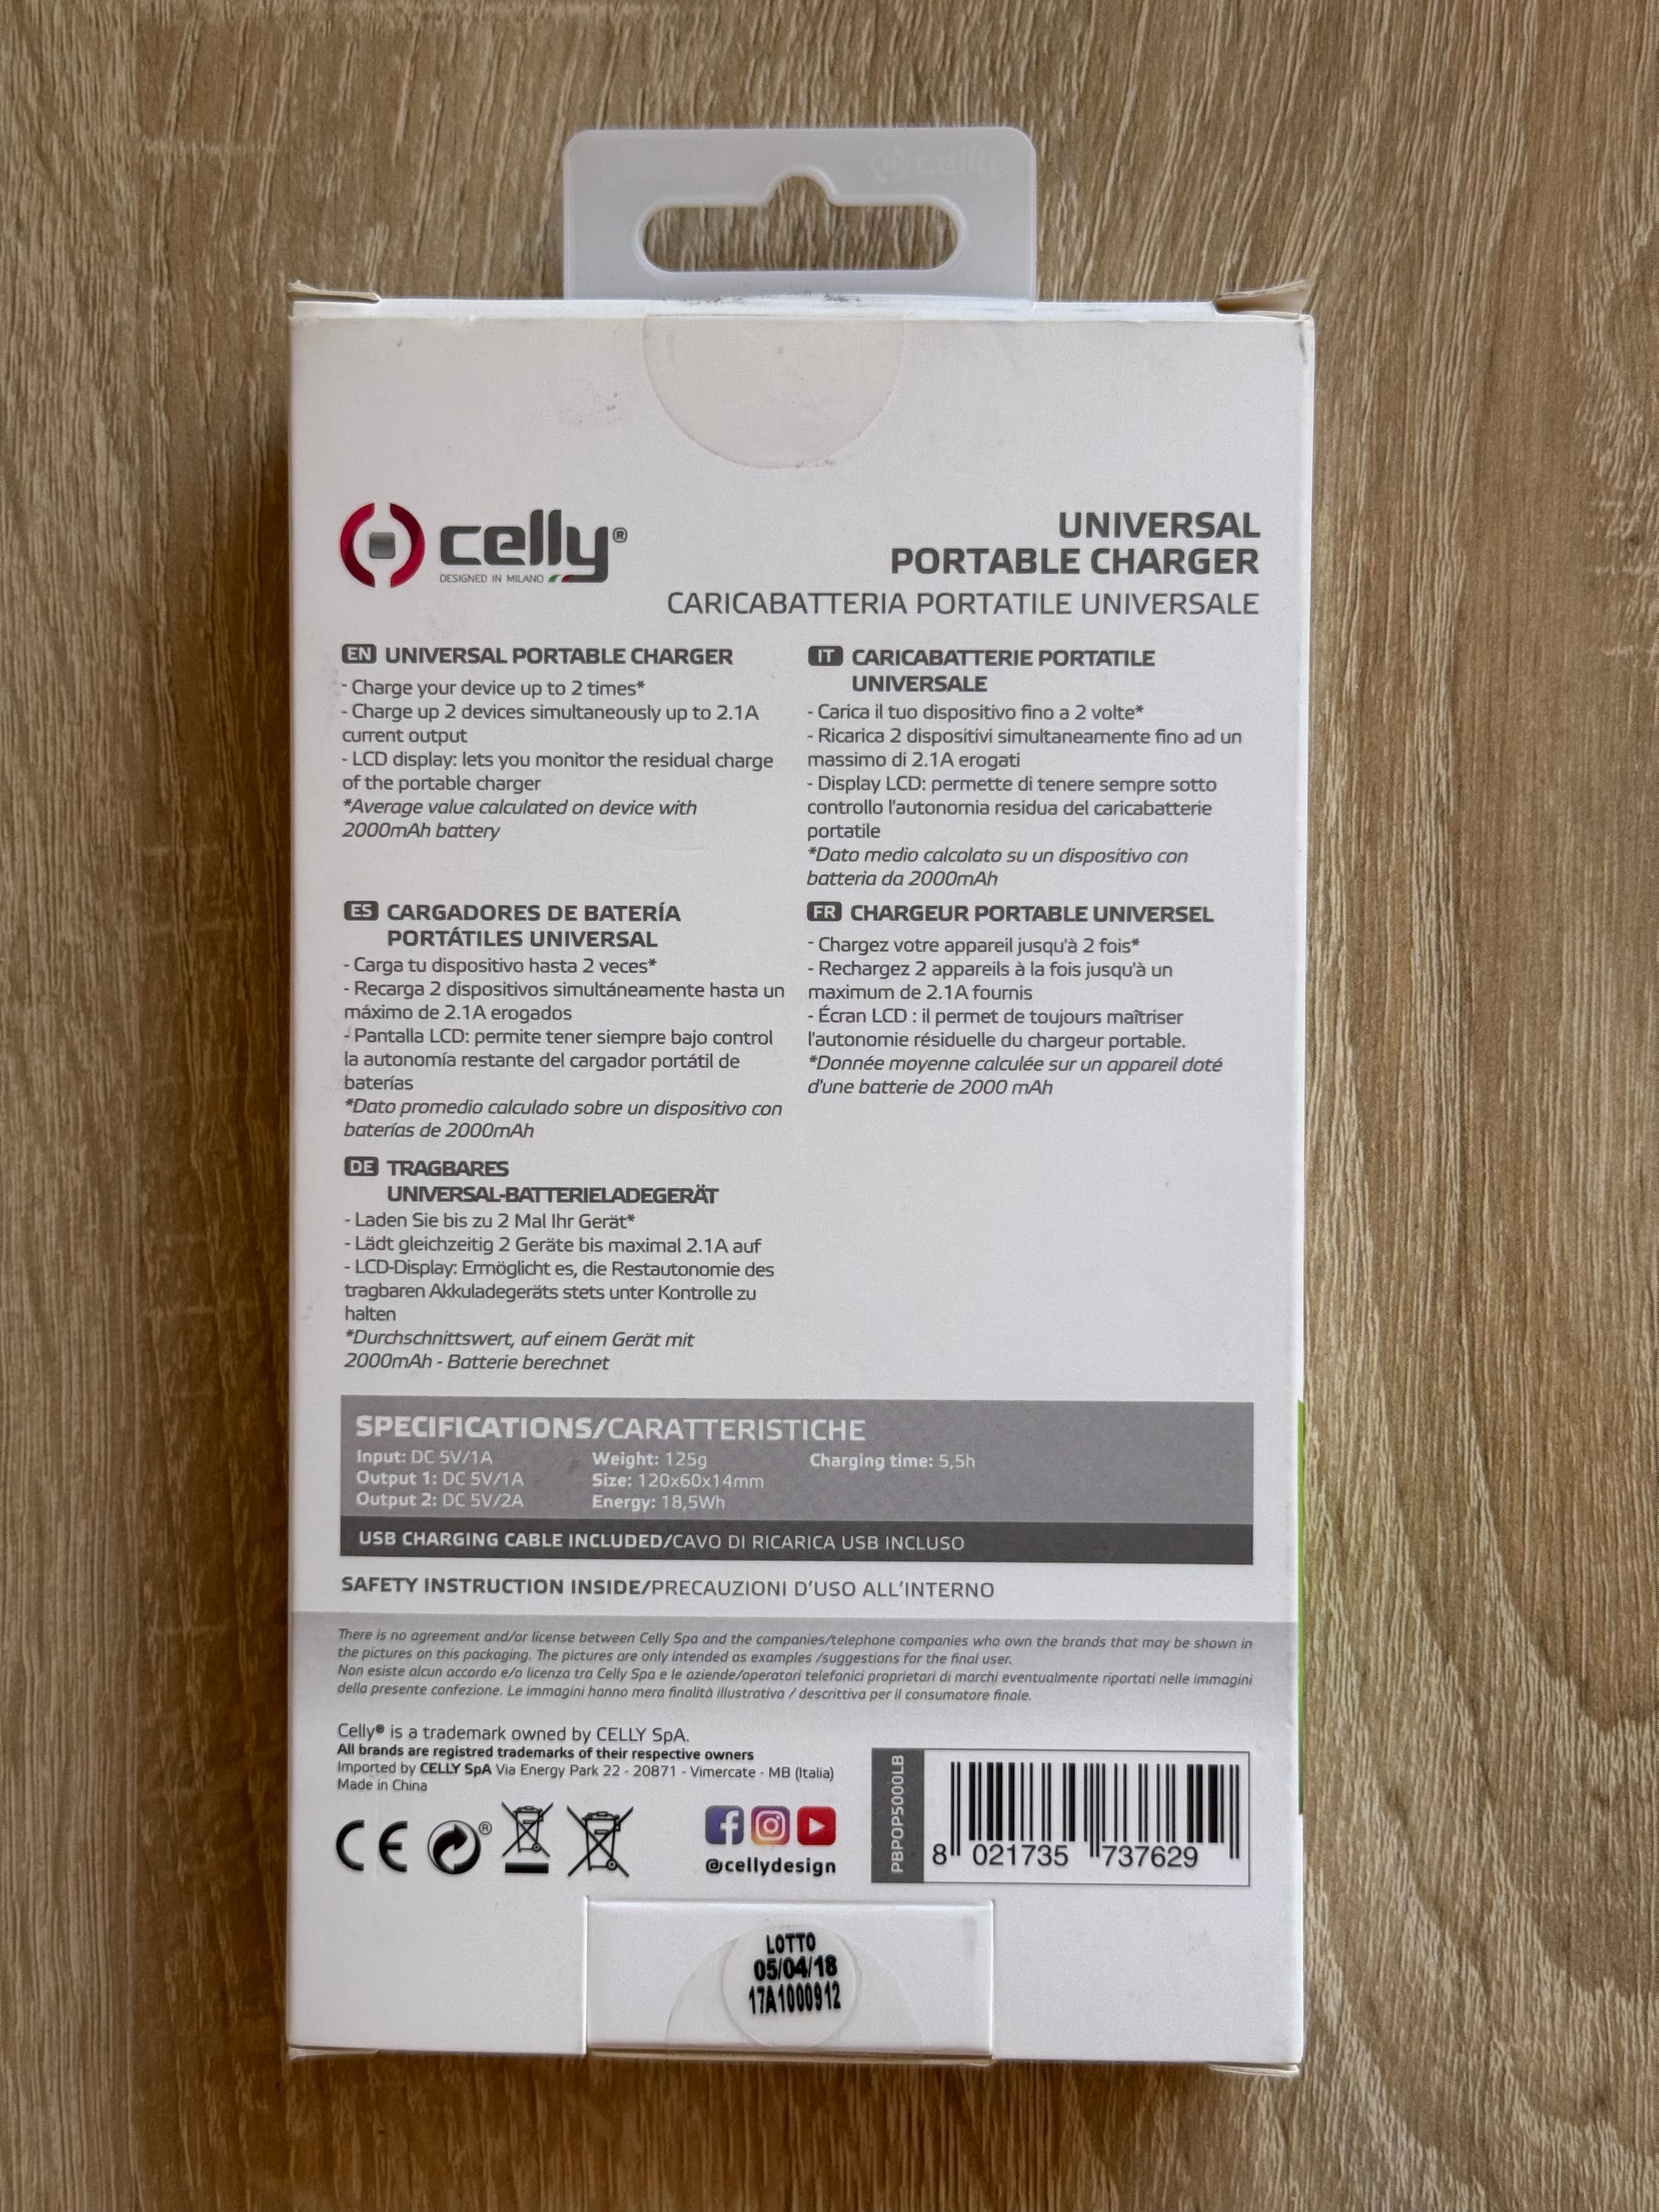 celly®
DESIGNED IN MILANO
UNIVERSAL
PORTABLE CHARGER
CARICABATTERIA PORTATILE UNIVERSALE
EN UNIVERSAL PORTABLE CHARGER
- Charge your device up to 2 times*
- Charge up 2 devices simultaneously up to 2.1A
current output
- LCD display: lets you monitor the residual charge
of the portable charger
*Average value calculated on device with
2000mAh battery
IT CARICABATTERIE PORTATILE
UNIVERSALE
- Carica il tuo dispositivo fino a 2 volte*
- Ricarica 2 dispositivi simultaneamente fino ad un
massimo di 2.1A erogati
- Display LCD: permette di tenere sempre sotto
controllo l'autonomia residua del caricabatterie
portatile
*Dato medio calcolato su un dispositivo con
batteria da 2000mAh
ES CARGADORES DE BATERÍA
PORTÁTILES UNIVERSAL
- Carga tu dispositivo hasta 2 veces*
- Recarga 2 dispositivos simultáneamente hasta un
máximo de 2.1A erogados
- Pantalla LCD: permite tener siempre bajo control
la autonomía restante del cargador portátil de
baterías
*Dato promedio calculado sobre un dispositivo con
baterías de 2000mAh
FR CHARGEUR PORTABLE UNIVERSEL
- Chargez votre appareil jusqu'à 2 fois*
- Rechargez 2 appareils à la fois jusqu'à un
maximum de 2.1A fournis
- Écran LCD : il permet de toujours maîtriser
l'autonomie résiduelle du chargeur portable.
*Donnée moyenne calculée sur un appareil doté
d'une batterie de 2000 mAh
DE TRAGBARES
UNIVERSAL-BATTERIELADEGERÄT
- Laden Sie bis zu 2 Mal Ihr Gerät*
- Lädt gleichzeitig 2 Geräte bis maximal 2.1A auf
- LCD-Display: Ermöglicht es, die Restautonomie des
tragbaren Akkuladegeräts stets unter Kontrolle zu
halten
*Durchschnittswert, auf einem Gerät mit
2000mAh - Batterie berechnet
SPECIFICATIONS/CARATTERISTICHE
Input: DC 5V/1A
Output 1: DC 5V/1A
Output 2: DC 5V/2A
Weight: 125g
Size: 120x60x14mm
Energy: 18,5Wh
Charging time: 5,5h
USB CHARGING CABLE INCLUDED/CAVO DI RICARICA USB INCLUSO
SAFETY INSTRUCTION INSIDE/PRECAUZIONI D'USO ALL'INTERNO
There is no agreement and/or license between Celly Spa and the companies/telephone companies who own the brands that may be shown in
the pictures on this packaging. The pictures are only intended as examples /suggestions for the final user.
Non esiste alcun accordo e/o licenza tra Celly Spa e le aziende/operatori telefonici proprietari di marchi eventualmente riportati nelle immagini
della presente confezione. Le immagini hanno mera finalità illustrativa / descrittiva per il consumatore finale.
Celly® is a trademark owned by CELLY SpA.
All brands are registred trademarks of their respective owners
Imported by CELLY SpA Via Energy Park 22 - 20871 - Vimercate - MB (Italia)
Made in China
CE
®
@cellydesign
PBPOP5000LB
8 021735 737629
LOTTO
05/04/18
17A1000912